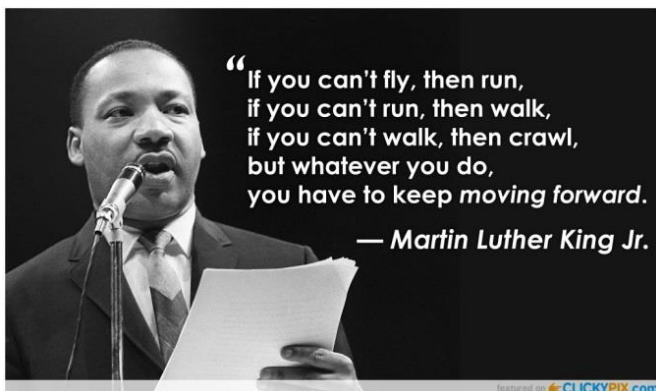 “If you can’t fly, then run,
if you can’t run, then walk,
if you can’t walk, then crawl,
but whatever you do,
you have to keep moving forward.
— Martin Luther King Jr.
featured on CLICKYPIX.com